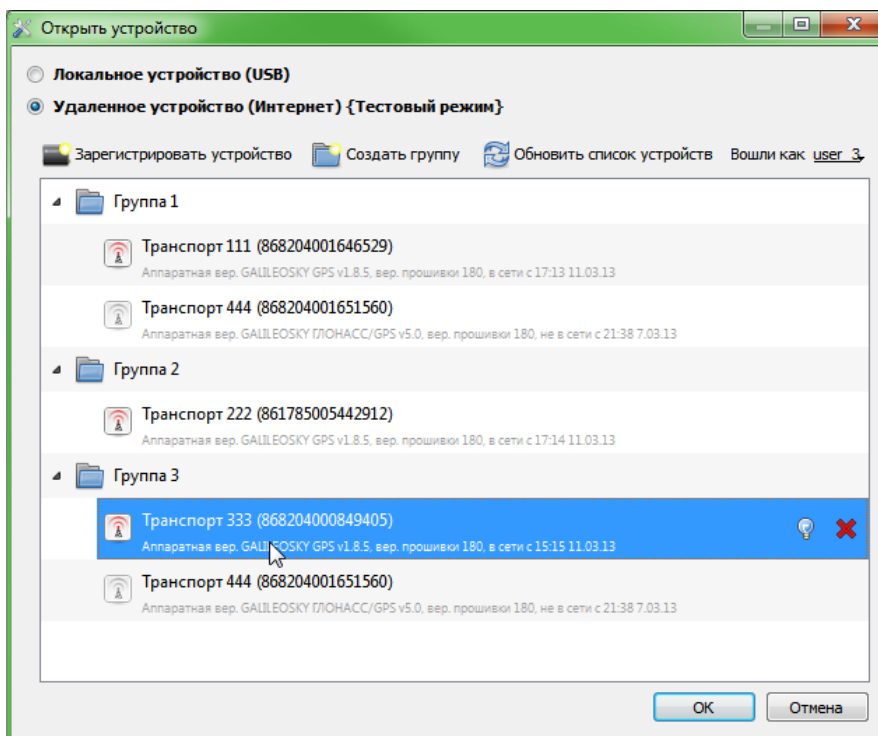 Открыть устройство
Локальное устройство (USB)
Удаленное устройство (Интернет) {Тестовый режим}
Зарегистрировать устройство Создать группу Обновить список устройств Вошли как user_3
Группа 1
Транспорт 111 (868204001646529)
Аппаратная вер. GALILEOSKY GPS v1.8.5, вер. прошивки 180, в сети с 17:13 11.03.13
Транспорт 444 (868204001651560)
Аппаратная вер. GALILEOSKY ГЛОНАСС/GPS v5.0, вер. прошивки 180, не в сети с 21:38 7.03.13
Группа 2
Транспорт 222 (861785005442912)
Аппаратная вер. GALILEOSKY GPS v1.8.5, вер. прошивки 180, в сети с 17:14 11.03.13
Группа 3
Транспорт 333 (868204000849405)
Аппаратная вер. GALILEOSKY GPS v1.8.5, вер. прошивки 180, в сети с 15:15 11.03.13
Транспорт 444 (868204001651560)
Аппаратная вер. GALILEOSKY ГЛОНАСС/GPS v5.0, вер. прошивки 180, не в сети с 21:38 7.03.13
OK Отмена